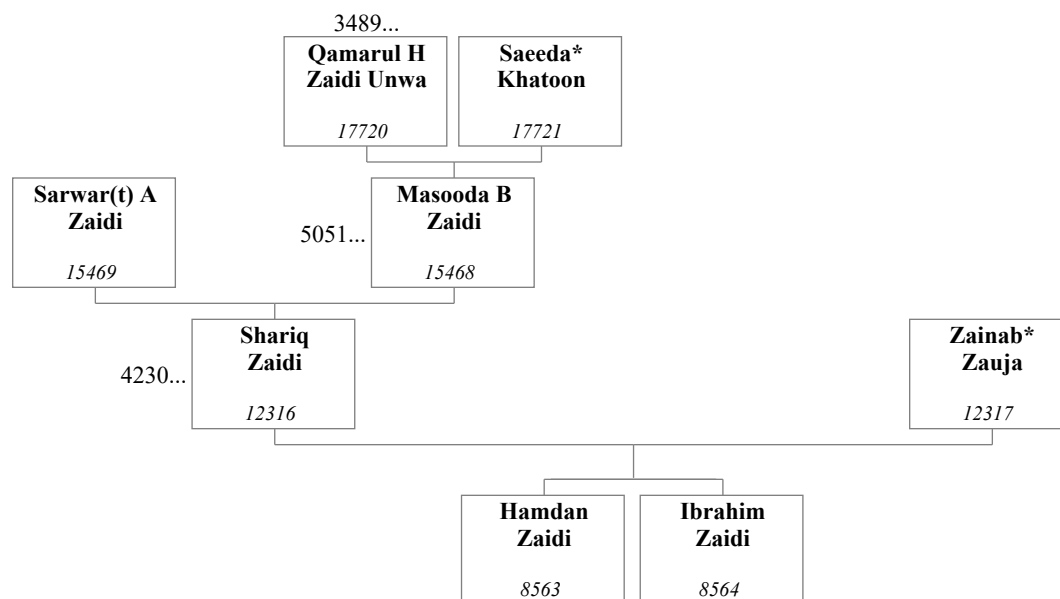 3489...
Qamarul H
Zaidi Unwa
17720
Saeeda*
Khatoon
17721
Sarwar(t) A
Zaidi
15469
5051...
Masooda B
Zaidi
15468
4230...
Shariq
Zaidi
12316
Zainab*
Zauja
12317
Hamdan
Zaidi
8563
Ibrahim
Zaidi
8564